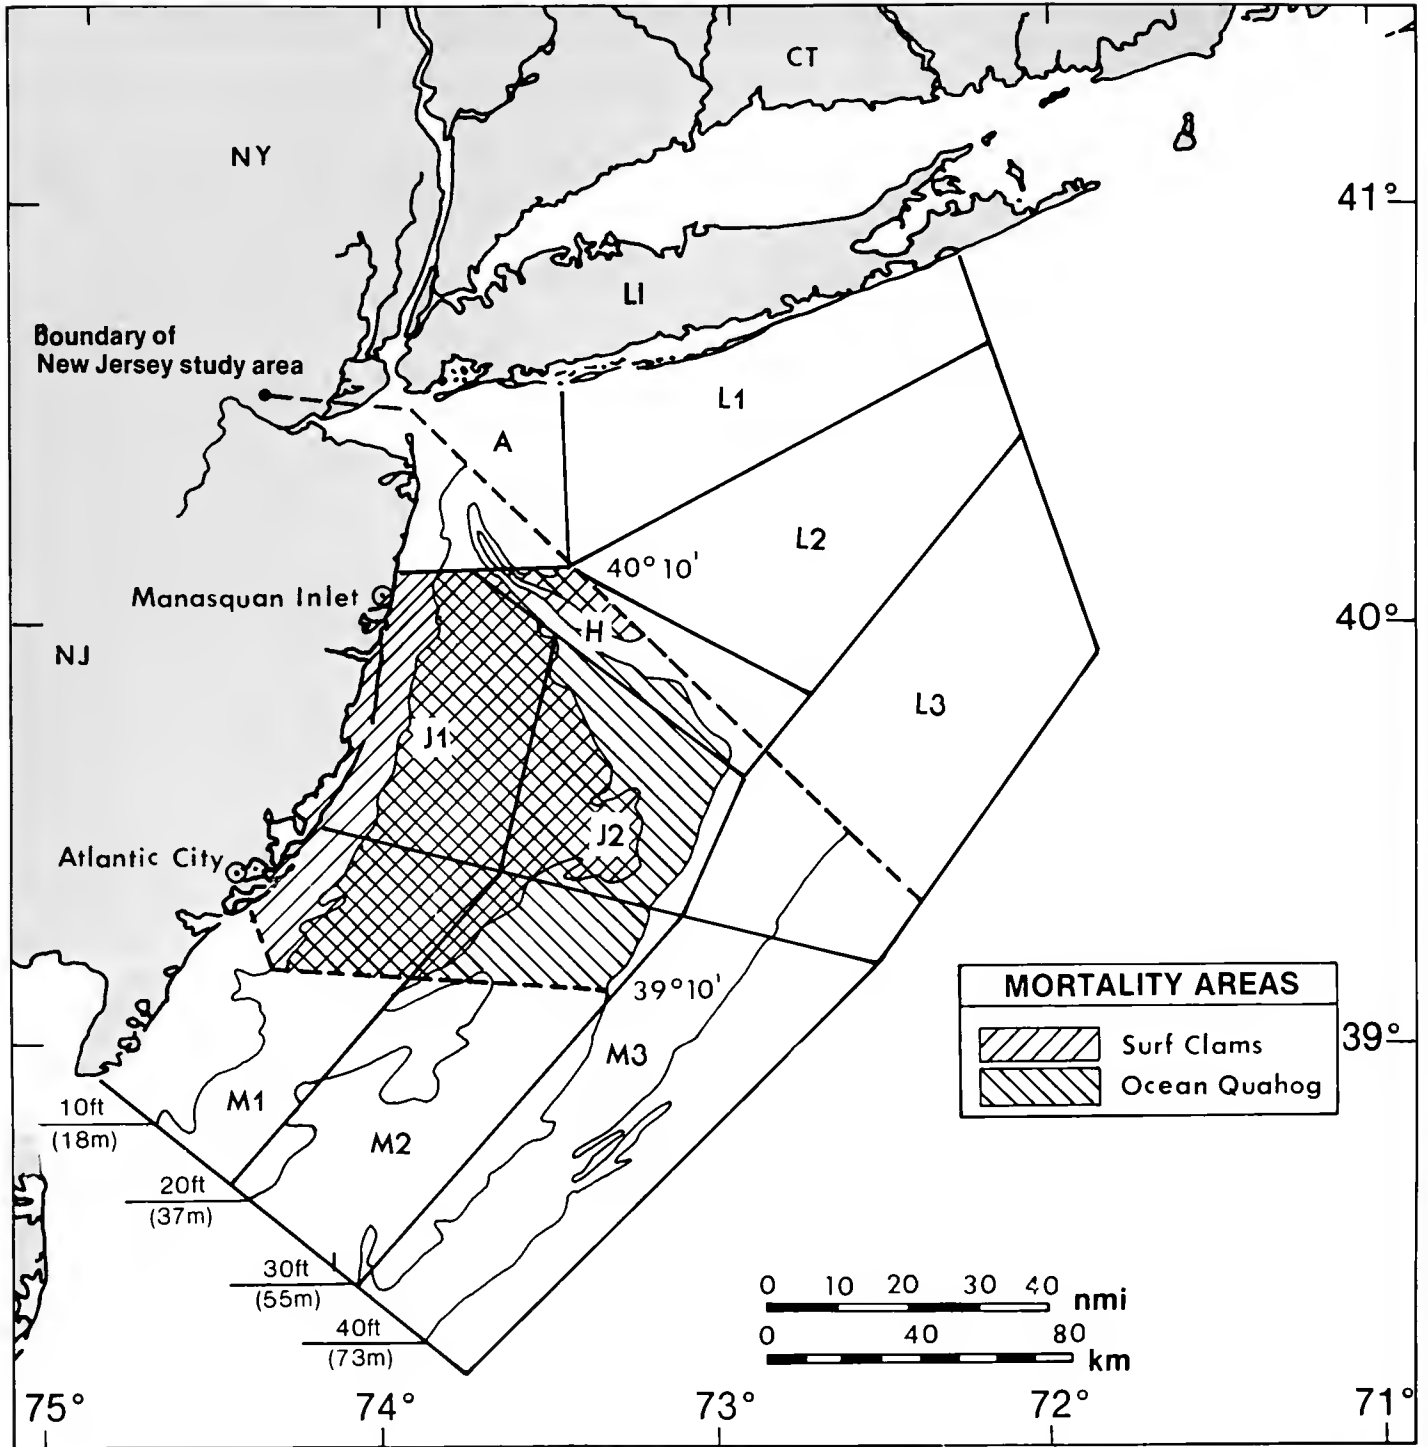 CT
NY
41°
LI
Boundary of
New Jersey study area
L1
A
L2
40°10'
Manasquan Inlet
H
40°
NJ
L3
J1
J2
Atlantic City
39°10'
MORTALITY AREAS
Surf Clams
Ocean Quahog
39°
M3
M1
10ft
(18m)
M2
20ft
(37m)
30ft
(55m)
0 10 20 30 40 nmi
40ft
(73m)
0 40 80
km
75° 74° 73° 72° 71°